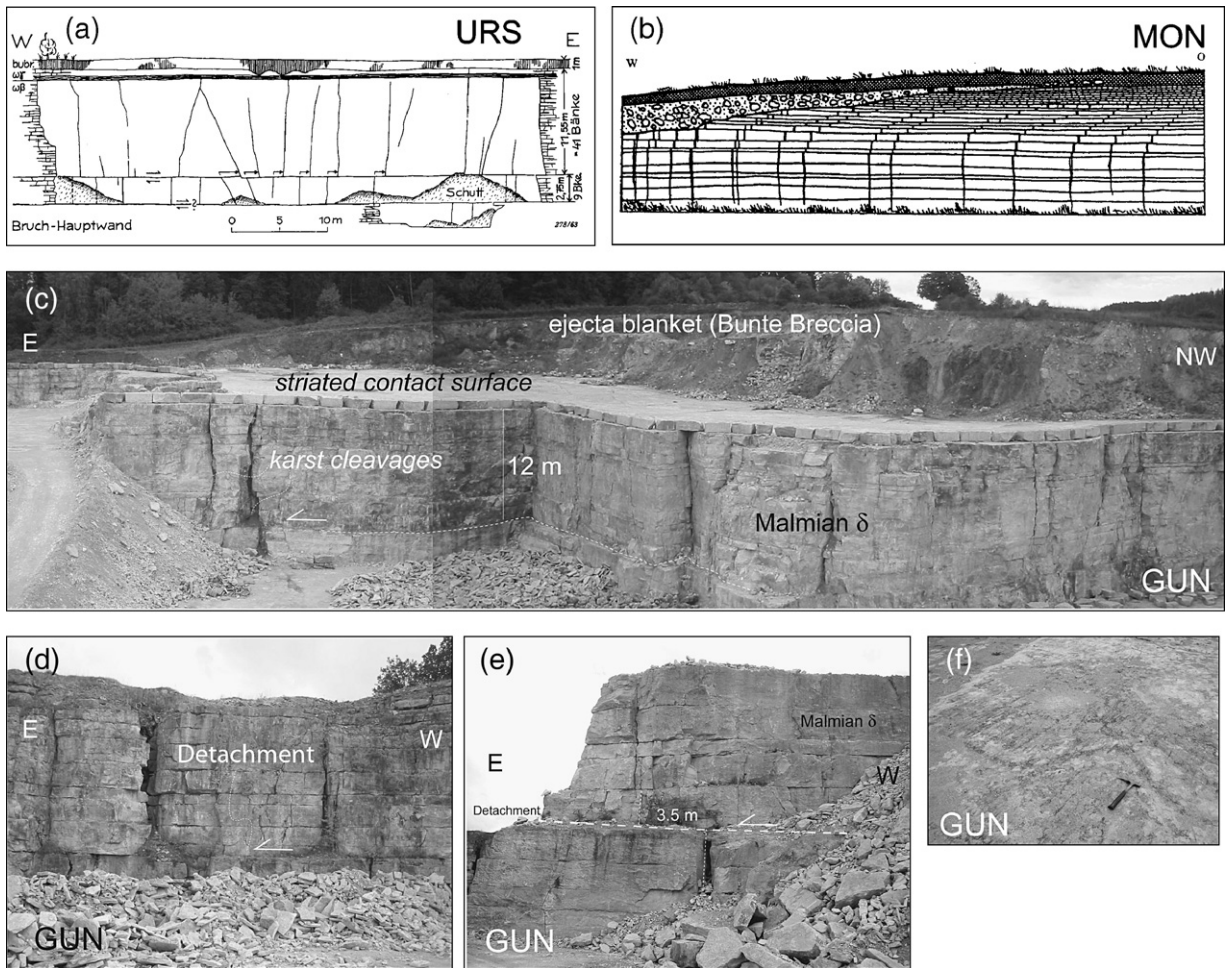 (a)
URS
W
E
bubr.
ωγ
ωβ
1m
11,55m
= 41 Bänke
2,75m
9 Bke
Schutt
?
0 5 10 m
Bruch-Hauptwand
278/63
(b)
MON
W
O
(c)
ejecta blanket (Bunte Breccia)
E
NW
striated contact surface
karst cleavages
12 m
Malmian δ
GUN
(d)
E
W
Detachment
GUN
(e)
Malmian δ
E
W
Detachment
3.5 m
GUN
(f)
GUN